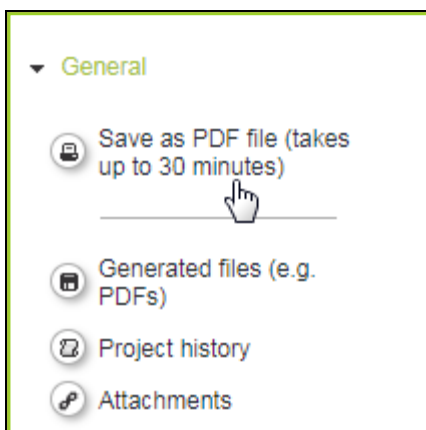 General
Save as PDF file (takes
up to 30 minutes)
Generated files (e.g.
PDFs)
Project history
Attachments